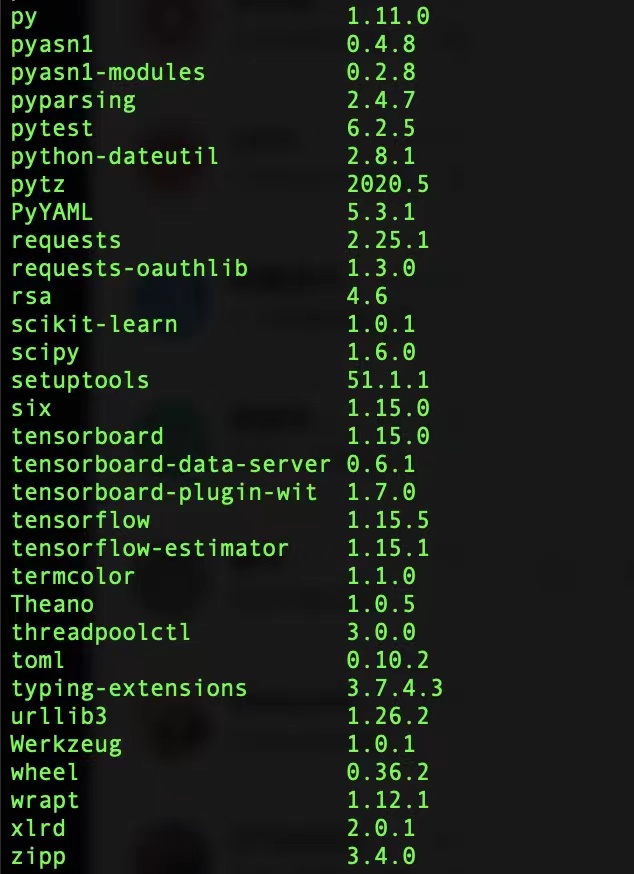 py 1.11.0
pyasn1 0.4.8
pyasn1-modules 0.2.8
pyparsing 2.4.7
pytest 6.2.5
python-dateutil 2.8.1
pytz 2020.5
PyYAML 5.3.1
requests 2.25.1
requests-oauthlib 1.3.0
rsa 4.6
scikit-learn 1.0.1
scipy 1.6.0
setuptools 51.1.1
six 1.15.0
tensorboard 1.15.0
tensorboard-data-server 0.6.1
tensorboard-plugin-wit 1.7.0
tensorflow 1.15.5
tensorflow-estimator 1.15.1
termcolor 1.1.0
Theano 1.0.5
threadpoolctl 3.0.0
toml 0.10.2
typing-extensions 3.7.4.3
urllib3 1.26.2
Werkzeug 1.0.1
wheel 0.36.2
wrapt 1.12.1
xlrd 2.0.1
zipp 3.4.0